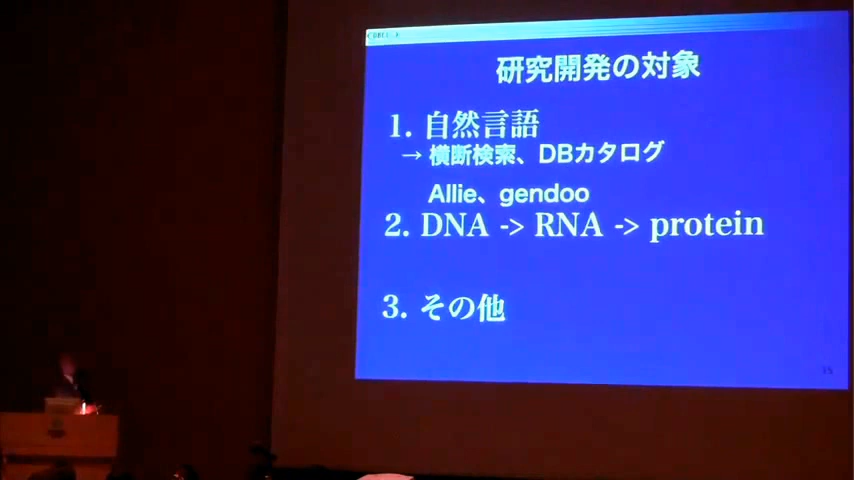 研究開発の対象
1. 自然言語
→ 横断検索、DBカタログ
Allie、gendoo
2. DNA -> RNA -> protein
3. その他